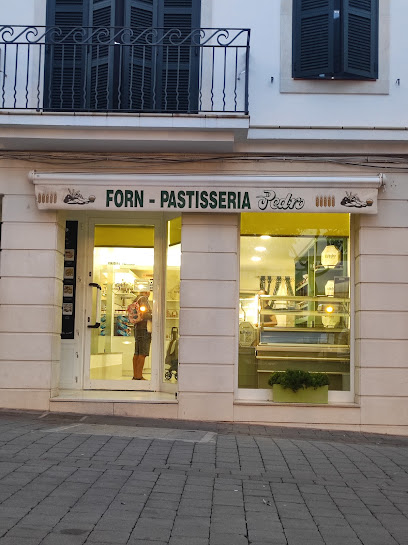 FORN - PASTISSERIA Pedro